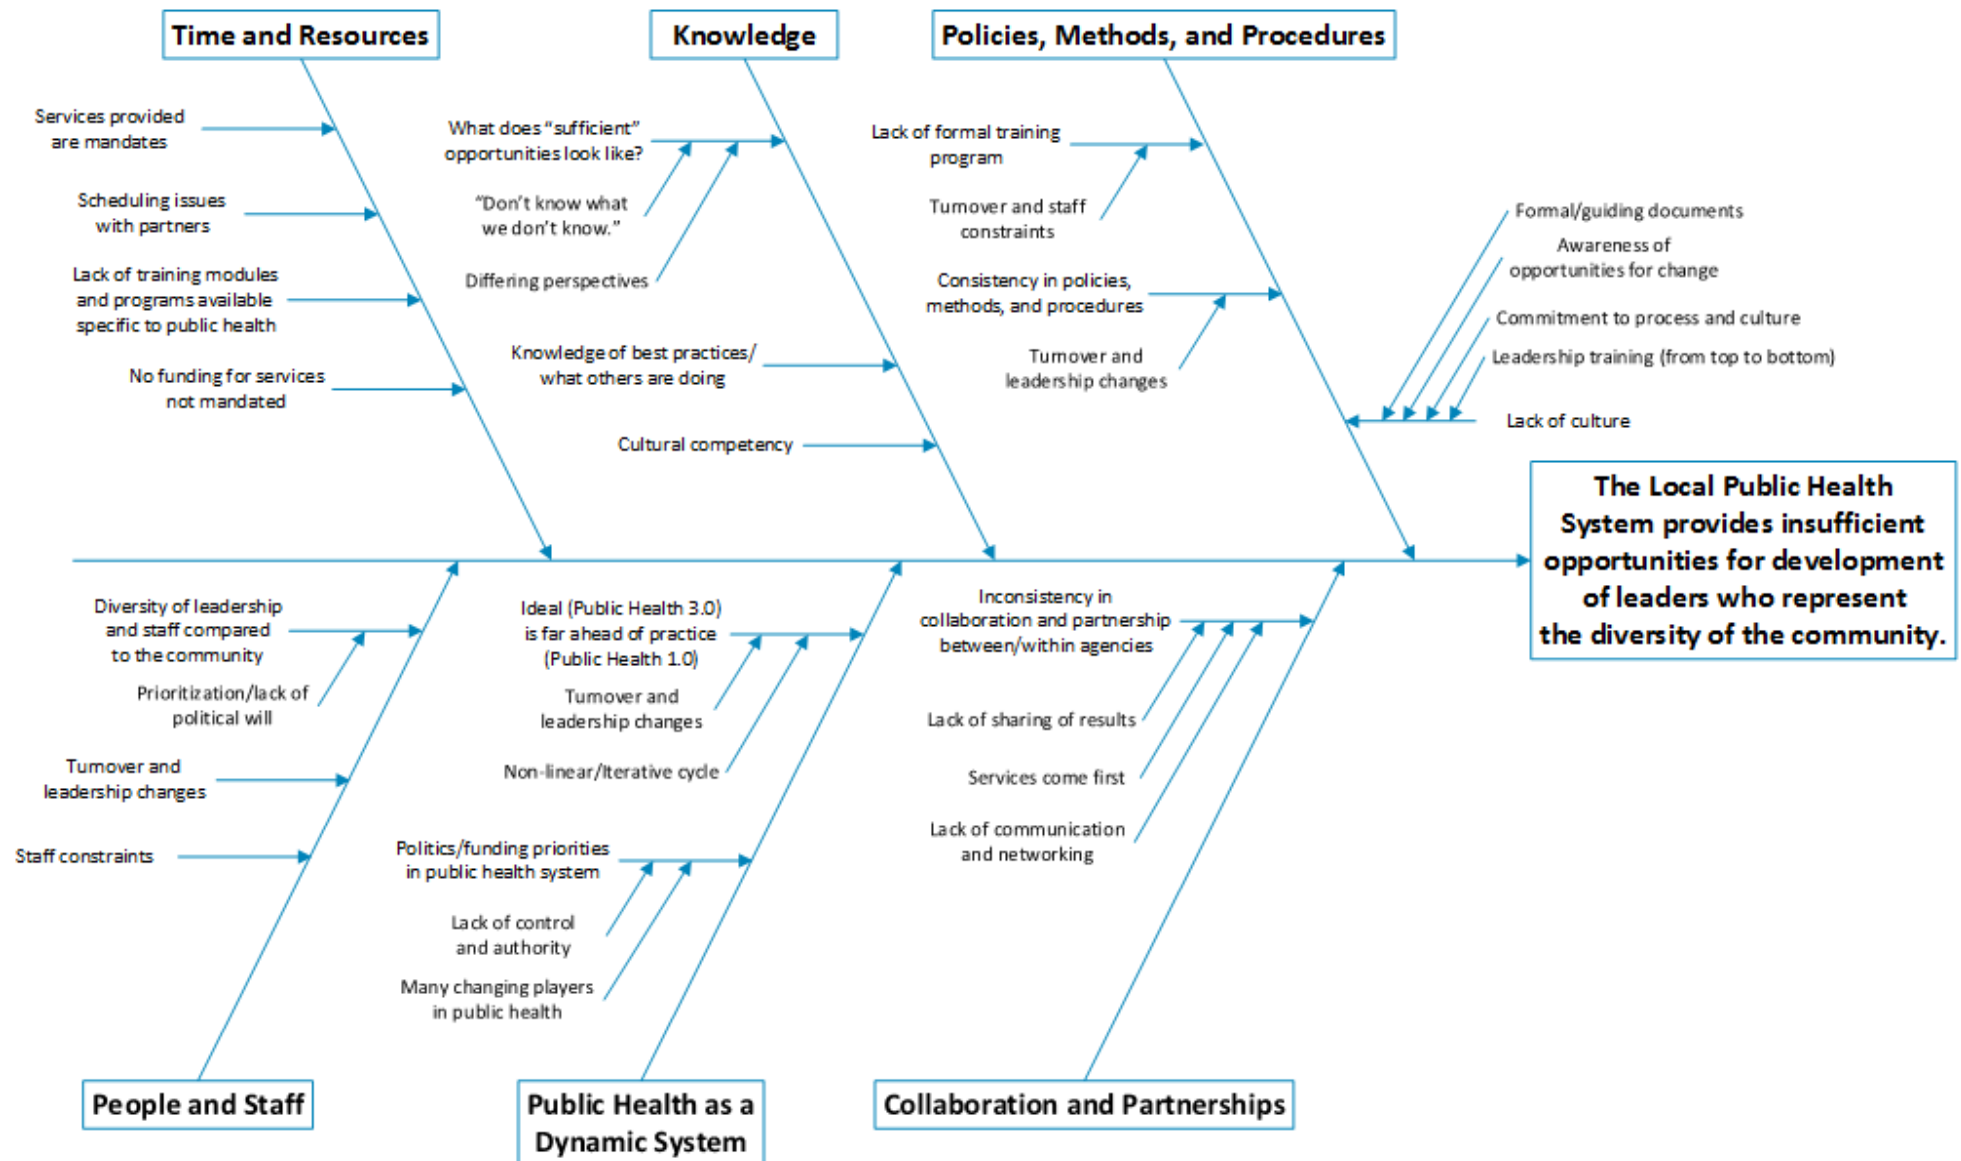 Time and Resources
Services provided
are mandates
Scheduling issues
with partners
Lack of training modules
and programs available
specific to public health
No funding for services
not mandated
Knowledge
What does “sufficient”
opportunities look like?
“Don’t know what
we don’t know.”
Differing perspectives
Knowledge of best practices/
what others are doing
Cultural competency
Policies, Methods, and Procedures
Lack of formal training
program
Turnover and staff
constraints
Consistency in policies,
methods, and procedures
Turnover and
leadership changes
Formal/guiding documents
Awareness of
opportunities for change
Commitment to process and culture
Leadership training (from top to bottom)
Lack of culture
The Local Public Health
System provides insufficient
opportunities for development
of leaders who represent
the diversity of the community.
Diversity of leadership
and staff compared
to the community
Prioritization/lack of
political will
Turnover and
leadership changes
Staff constraints
People and Staff
Ideal (Public Health 3.0)
is far ahead of practice
(Public Health 1.0)
Turnover and
leadership changes
Non-linear/Iterative cycle
Politics/funding priorities
in public health system
Lack of control
and authority
Many changing players
in public health
Public Health as a
Dynamic System
Inconsistency in
collaboration and partnership
between/within agencies
Lack of sharing of results
Services come first
Lack of communication
and networking
Collaboration and Partnerships